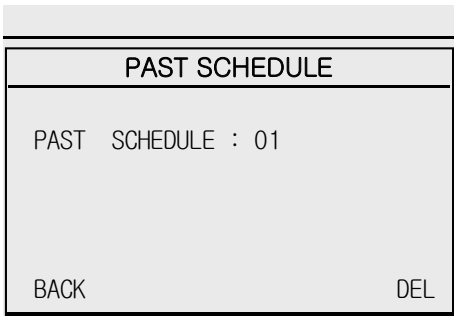 PAST SCHEDULE
PAST SCHEDULE : 01
BACK DEL